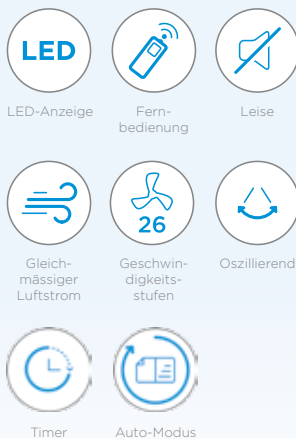 LED
LED-Anzeige
Fern-
bedienung
Leise
Gleich-
mässiger
Luftstrom
26
Geschwin-
digkeits-
stufen
Oszillierend
Timer
Auto-Modus